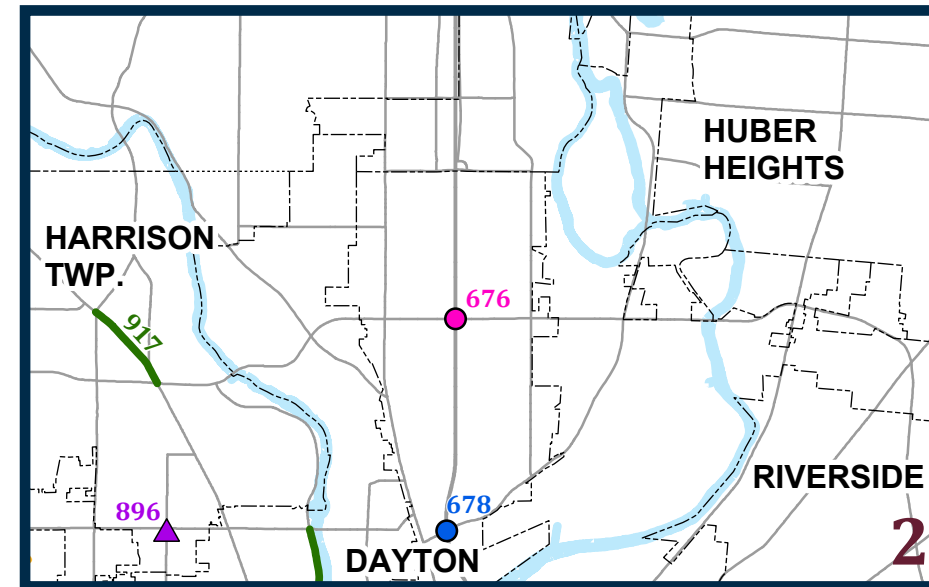 HUBER
HEIGHTS
HARRISON
TWP.
676
917
RIVERSIDE
896
678
DAYTON
2